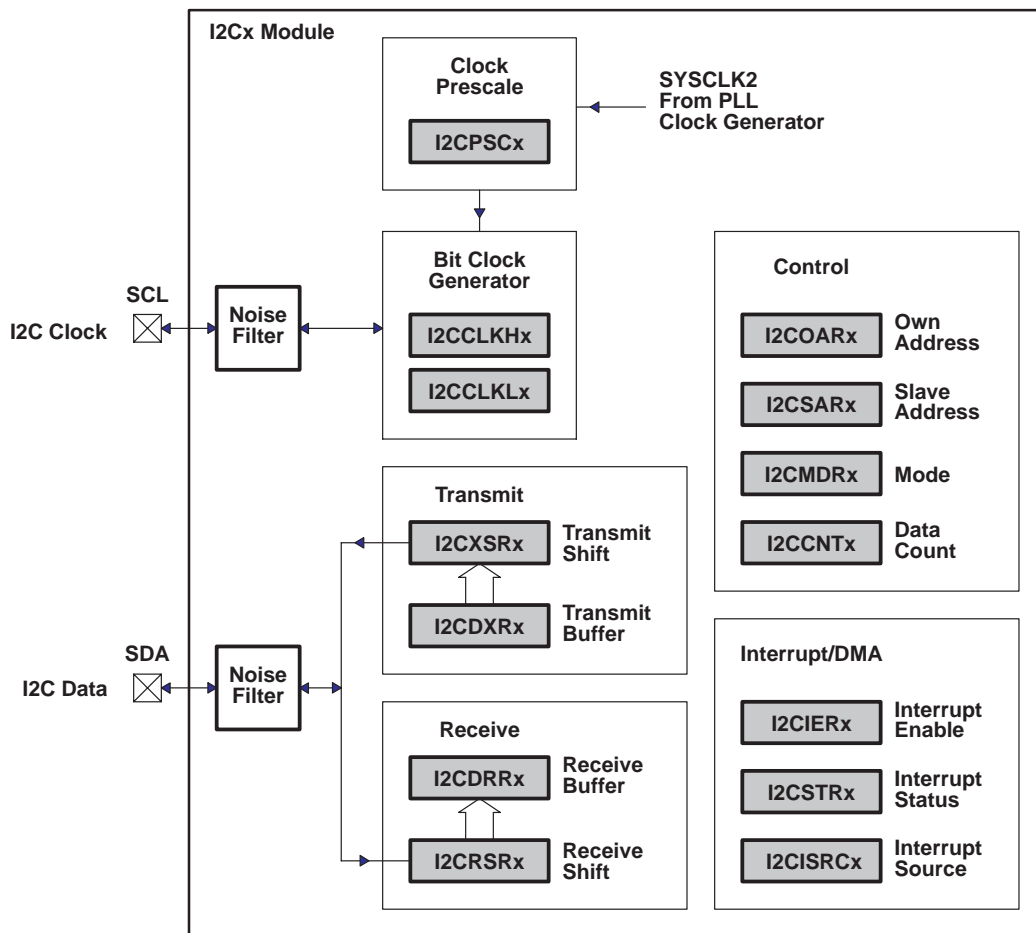 I2Cx Module
Clock
Prescale
I2CPSCx
SYSCLK2
From PLL
Clock Generator
Bit Clock
Generator
I2CCLKHx
I2CCLKLx
SCL
I2C Clock
Noise
Filter
Control
I2COARx
Own
Address
I2CSARx
Slave
Address
I2CMDRx
Mode
I2CCNTx
Data
Count
Transmit
I2CXSRx
Transmit
Shift
I2CDXRx
Transmit
Buffer
SDA
I2C Data
Noise
Filter
Receive
I2CDRRx
Receive
Buffer
I2CRSRx
Receive
Shift
Interrupt/DMA
I2CIERx
Interrupt
Enable
I2CSTRx
Interrupt
Status
I2CISRCx
Interrupt
Source